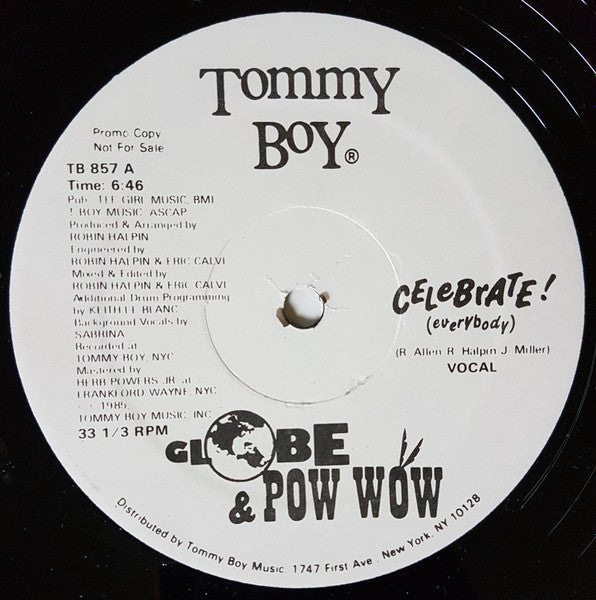 TOMMY
BOY®
Promo Copy
Not For Sale
TB 857 A
Time: 6:46
Pub. TEE GIRL MUSIC, BMI
T BOY MUSIC, ASCAP
Produced & Arranged by
ROBIN HALPIN
Engineered by
ROBIN HALPIN & ERIC CALVI
Mixed & Edited by
ROBIN HALPIN & ERIC CALVI
Additional Drum Programming
by KEITH LE BLANC
Background Vocals by
SABRINA
Recorded at
TOMMY BOY, NYC
Mastered by
HERB POWERS JR. at
FRANKFORD WAYNE, NYC
1985,
TOMMY BOY MUSIC, INC.
33 1/3 RPM
CELEBRATE!
(everybody)
(R. Allen R. Halpin J. Miller)
VOCAL
GLOBE
& POW WOW
Distributed by Tommy Boy Music 1747 First Ave., New York, NY 10128